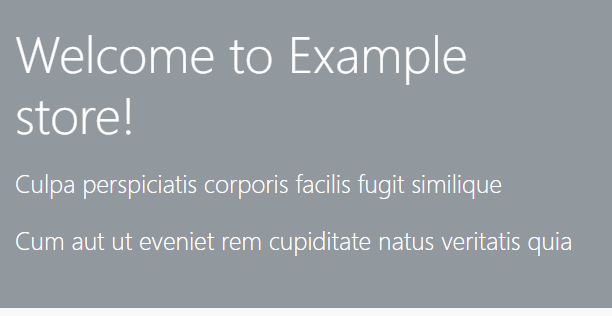 Welcome to Example
store!
Culpa perspiciatis corporis facilis fugit similique
Cum aut ut eveniet rem cupiditate natus veritatis quia